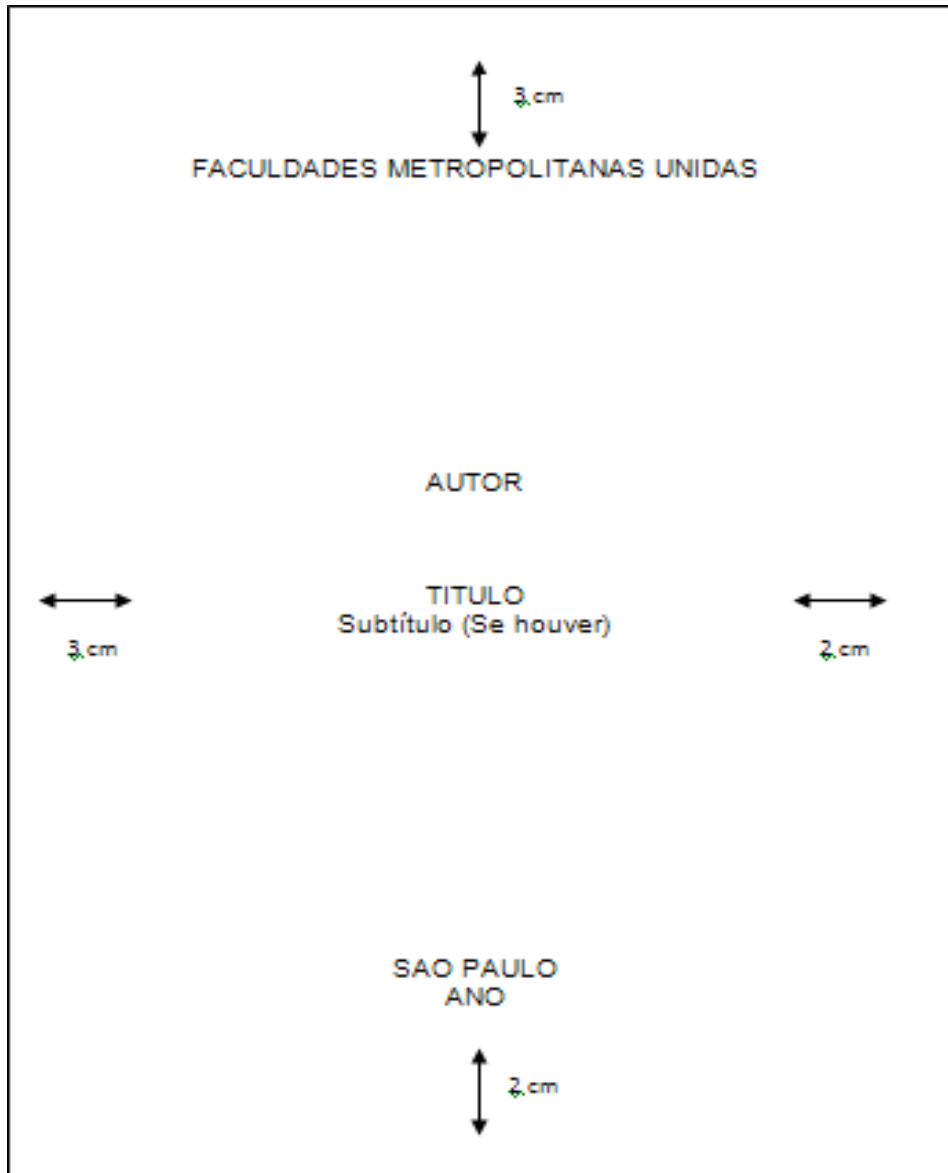 3 cm
FACULDADES METROPOLITANAS UNIDAS
AUTOR
TITULO
Subtítulo (Se houver)
3 cm
2 cm
SAO PAULO
ANO
2 cm